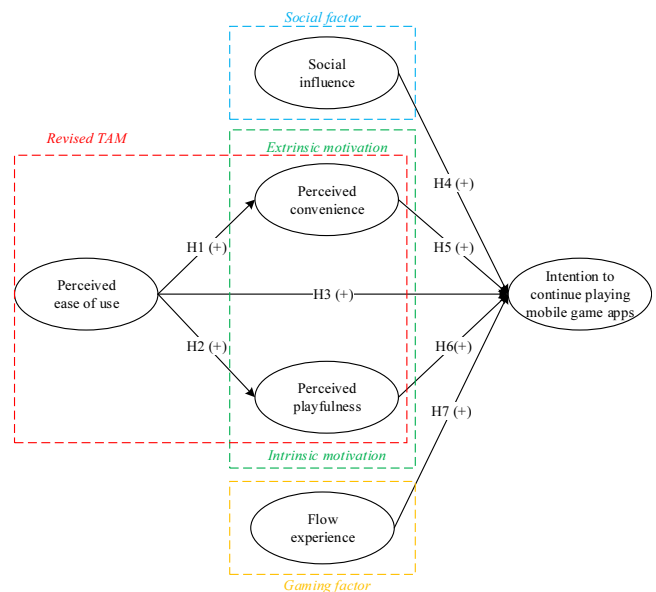 Social factor
Social
influence
Revised TAM
Extrinsic motivation
H4 (+)
Perceived
convenience
H1 (+)
H5 (+)
Perceived
ease of use
H3 (+)
Intention to
continue playing
mobile game apps
H2 (+)
H6(+)
Perceived
playfulness
H7 (+)
Intrinsic motivation
Flow
experience
Gaming factor